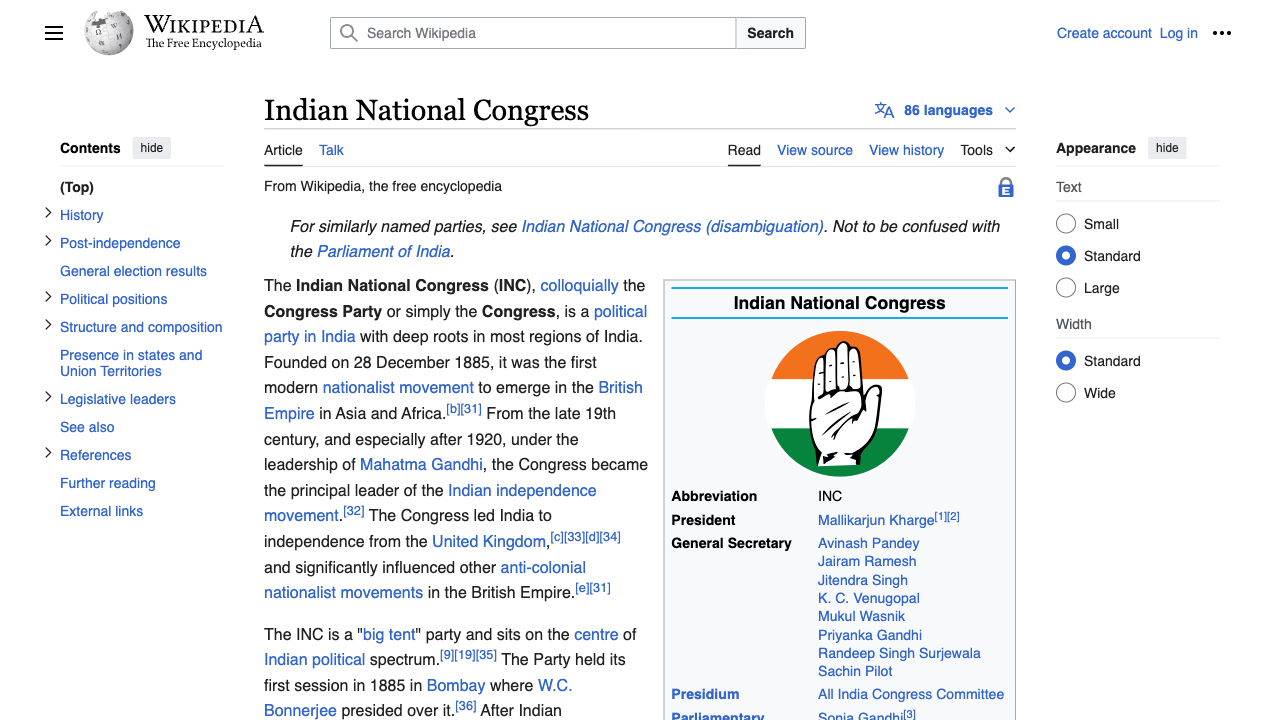 WIKIPEDIA
The Free Encyclopedia
Search Wikipedia
Search
Create account Log in
Indian National Congress
86 languages
Contents hide
Article Talk
Read View source View history Tools
Appearance hide
(Top)
History
Post-independence
General election results
Political positions
Structure and composition
Presence in states and
Union Territories
Legislative leaders
See also
References
Further reading
External links
From Wikipedia, the free encyclopedia
For similarly named parties, see Indian National Congress (disambiguation). Not to be confused with
the Parliament of India.
The Indian National Congress (INC), colloquially the
Congress Party or simply the Congress, is a political
party in India with deep roots in most regions of India.
Founded on 28 December 1885, it was the first
modern nationalist movement to emerge in the British
Empire in Asia and Africa.[b][31] From the late 19th
century, and especially after 1920, under the
leadership of Mahatma Gandhi, the Congress became
the principal leader of the Indian independence
movement.[32] The Congress led India to
independence from the United Kingdom,[c][33][d][34]
and significantly influenced other anti-colonial
nationalist movements in the British Empire.[e][31]
The INC is a "big tent" party and sits on the centre of
Indian political spectrum.[9][19][35] The Party held its
first session in 1885 in Bombay where W.C.
Bonnerjee presided over it.[36] After Indian
Indian National Congress
Abbreviation INC
President Mallikarjun Kharge[1][2]
General Secretary Avinash Pandey
Jairam Ramesh
Jitendra Singh
K. C. Venugopal
Mukul Wasnik
Priyanka Gandhi
Randeep Singh Surjewala
Sachin Pilot
Presidium All India Congress Committee
Parliamentary Sonia Gandhi[3]
Text
Small
Standard
Large
Width
Standard
Wide